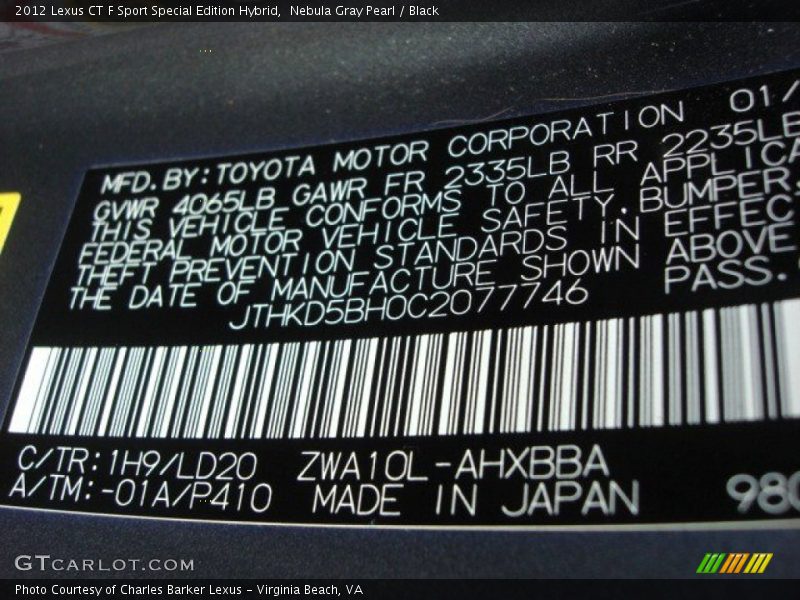 2012 Lexus CT F Sport Special Edition Hybrid, Nebula Gray Pearl / Black
MFD. BY: TOYOTA MOTOR CORPORATION 01/
GVWR 4065LB GAWR FR 2335LB RR 2235LB
THIS VEHICLE CONFORMS TO ALL
FEDERAL MOTOR VEHICLE SAFETY, BUMPER,
THEFT PREVENTION STANDARDS IN
THE DATE OF MANUFACTURE SHOWN ABOVE
JTHKD5BH0C2077746 PASS.
C/TR: 1H9/LD20 ZWA10L-AHXBBA
A/TM: -01A/P410 MADE IN JAPAN
GTCARLOT.COM
Photo Courtesy of Charles Barker Lexus - Virginia Beach, VA